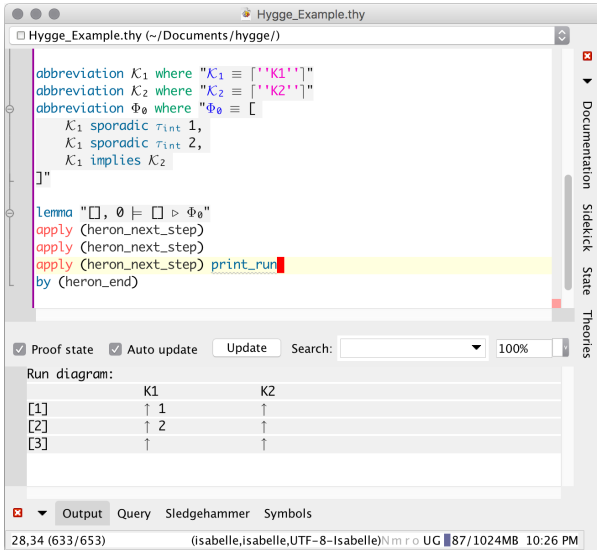 Hygge_Example.thy
Hygge_Example.thy (~/Documents/hygge/)
abbreviation 𝒦₁ where "𝒦₁ ≡ ⌈''K1''⌉"
abbreviation 𝒦₂ where "𝒦₂ ≡ ⌈''K2''⌉"
abbreviation Φ₀ where "Φ₀ ≡ [
𝒦₁ sporadic τᵢₙₜ 1,
𝒦₁ sporadic τᵢₙₜ 2,
𝒦₁ implies 𝒦₂
]"
lemma "[], 0 ⊨ [] ▹ Φ₀"
apply (heron_next_step)
apply (heron_next_step)
apply (heron_next_step) print_run
by (heron_end)
Documentation
Sidekick
State
Theories
Proof state Auto update Update Search: 100%
Run diagram:
K1 K2
[1] ↑ 1 ↑
[2] ↑ 2 ↑
[3] ↑ ↑
Output Query Sledgehammer Symbols
28,34 (633/653) (isabelle,isabelle,UTF-8-Isabelle)N m r o UG 87/1024MB 10:26 PM